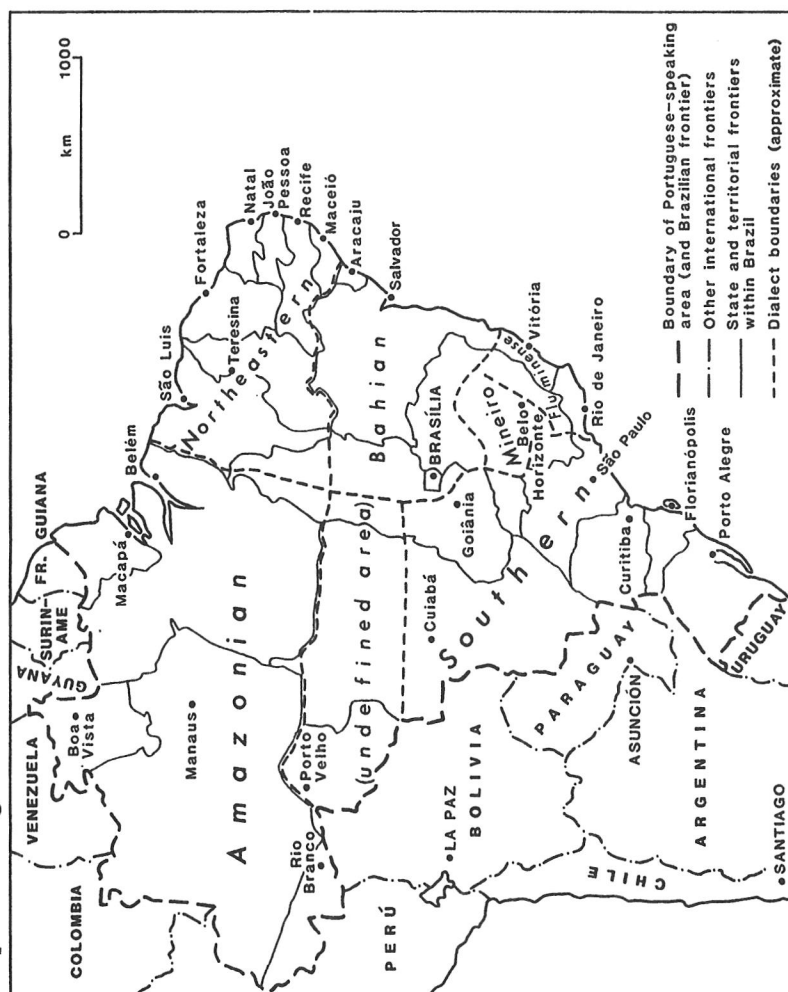 COLOMBIA
VENEZUELA
GUYANA
SURIN-
AME
FR. GUIANA
Boa
Vista
Macapá
Belém
São Luis
Fortaleza
Teresina
Natal
João
Pessoa
Recife
Maceió
Aracaju
Salvador
Manaus
Amazonian
Northeastern
Rio
Branco
Porto
Velho
(undefined area)
Bahian
PERÚ
LA PAZ
BOLIVIA
Cuiabá
BRASÍLIA
Goiânia
Mineiro
Belo
Horizonte
Fluminense
Vitória
Rio de Janeiro
Southern
São Paulo
PARAGUAY
ASUNCIÓN
Curitiba
Florianópolis
Porto Alegre
CHILE
ARGENTINA
URUGUAY
SANTIAGO
0 km 1000
Boundary of Portuguese-speaking
area (and Brazilian frontier)
Other international frontiers
State and territorial frontiers
within Brazil
Dialect boundaries (approximate)